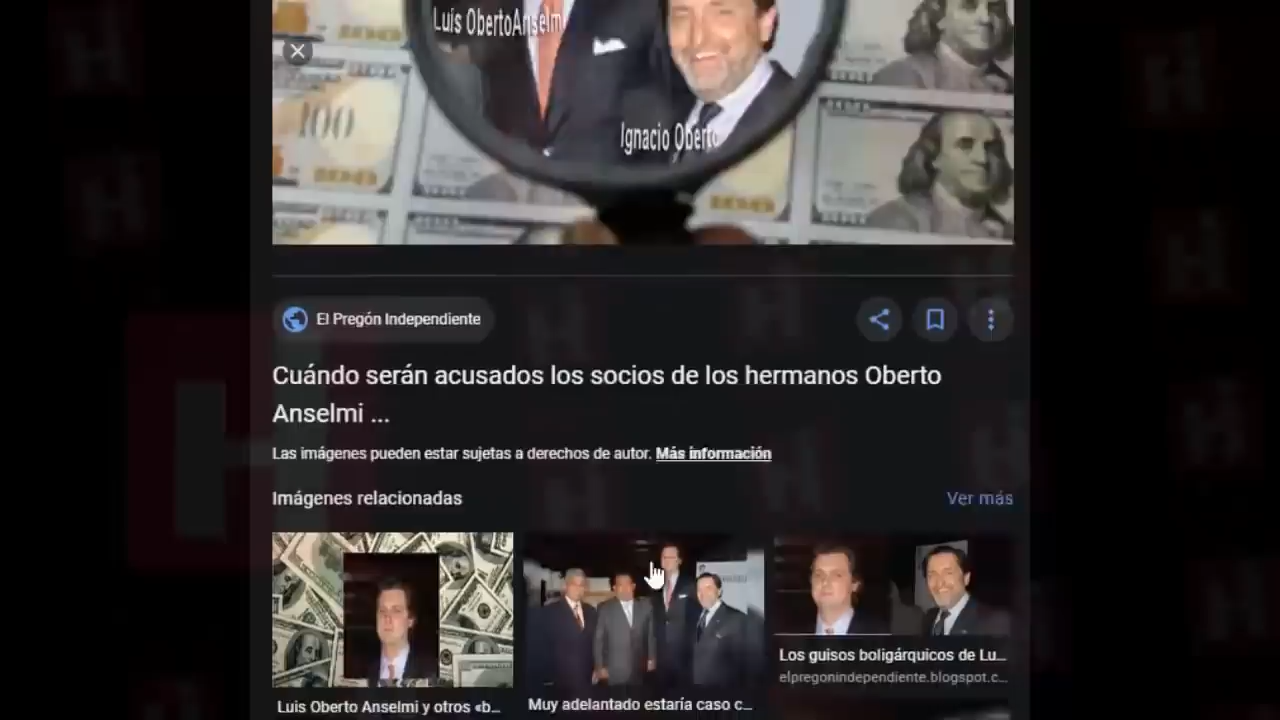 Luis ObertoAnselm
Ignacio Oberto
100
El Pregón Independiente
Cuándo serán acusados los socios de los hermanos Oberto
Anselmi ...
Las imágenes pueden estar sujetas a derechos de autor. Más información
Imágenes relacionadas
Ver más
Los guisos boligárquicos de Lu...
elpregonindependiente.blogspot.c...
Luis Oberto Anselmi y otros «b...
Muy adelantado estaría caso c...